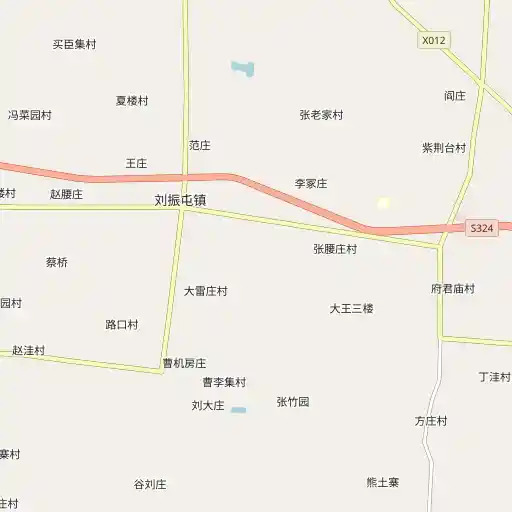 X012
买臣集村
阎庄
夏楼村
冯菜园村
张老家村
范庄
紫荆台村
王庄
李冢庄
楼村
赵腰庄
刘振屯镇
S324
张腰庄村
蔡桥
大雷庄村
府君庙村
园村
大王三楼
路口村
赵洼村
曹机房庄
丁洼村
曹李集村
张竹园
刘大庄
方庄村
寨村
谷刘庄
熊土寨
庄村